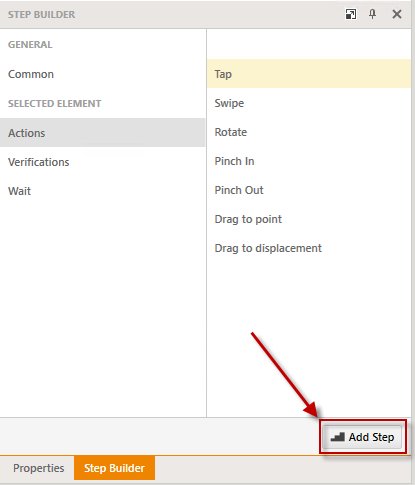 STEP BUILDER
GENERAL
Common
SELECTED ELEMENT
Actions
Verifications
Wait
Tap
Swipe
Rotate
Pinch In
Pinch Out
Drag to point
Drag to displacement
Add Step
Properties
Step Builder